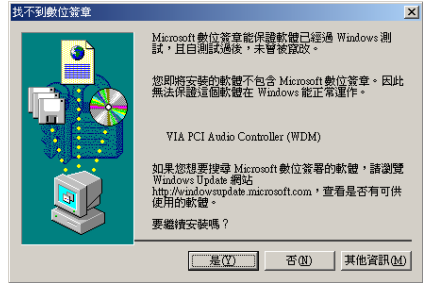 找不到數位簽章
Microsoft 數位簽章能保證軟體已經過 Windows 測
試，且自測試過後，未曾被竄改。
您即將安裝的軟體不包含 Microsoft 數位簽章。因此
無法保證這個軟體在 Windows 能正常運作。
VIA PCI Audio Controller (WDM)
如果您想要搜尋 Microsoft 數位簽署的軟體，請瀏覽
Windows Update 網站
http://windowsupdate.microsoft.com，查看是否有可供
使用的軟體。
要繼續安裝嗎？
是(Y) 否(N) 其他資訊(M)